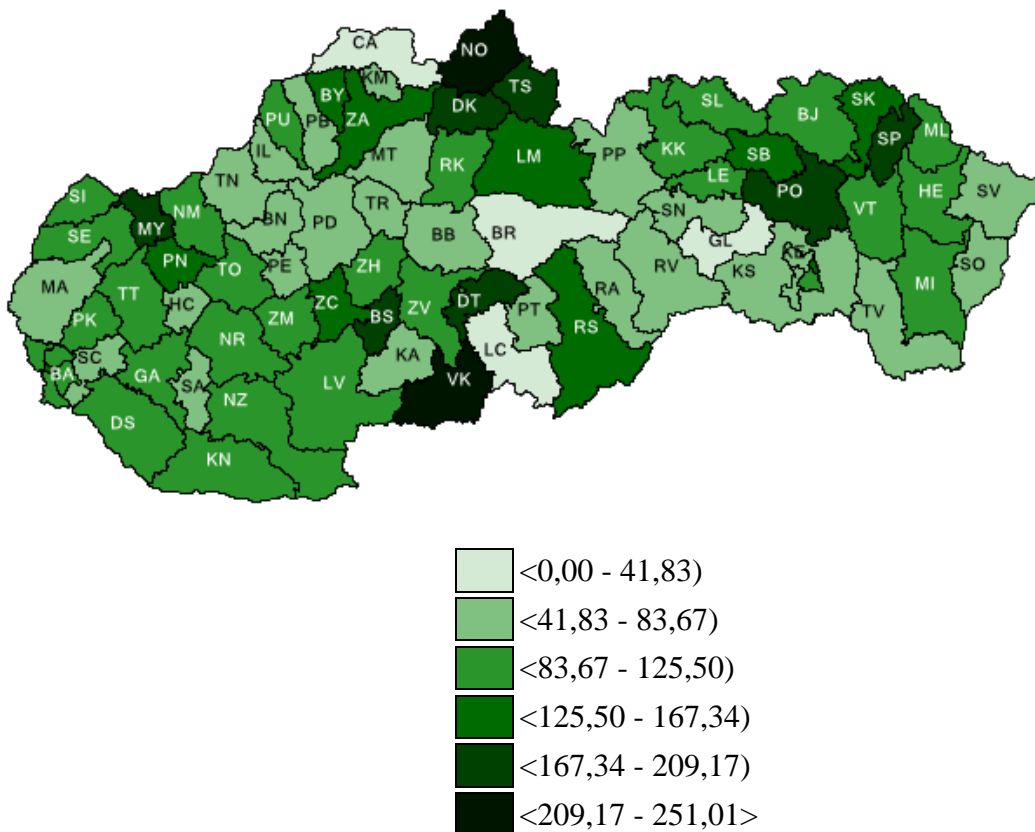 CA
NO
KM
TS
BY
DK
PU
PB
ZA
SL
BJ
SK
SP
ML
IL
MT
RK
LM
PP
KK
SB
LE
PO
HE
SV
TN
SI
NM
MY
SE
BN
PD
TR
BB
BR
SN
GL
VT
PN
TO
PE
ZH
RV
KS
KE
SO
MA
TT
HC
ZC
BS
ZV
DT
PT
RA
RS
MI
TV
PK
ZM
NR
SC
KA
LC
BA
GA
SA
NZ
LV
VK
DS
KN
<0,00 - 41,83)
<41,83 - 83,67)
<83,67 - 125,50)
<125,50 - 167,34)
<167,34 - 209,17)
<209,17 - 251,01>